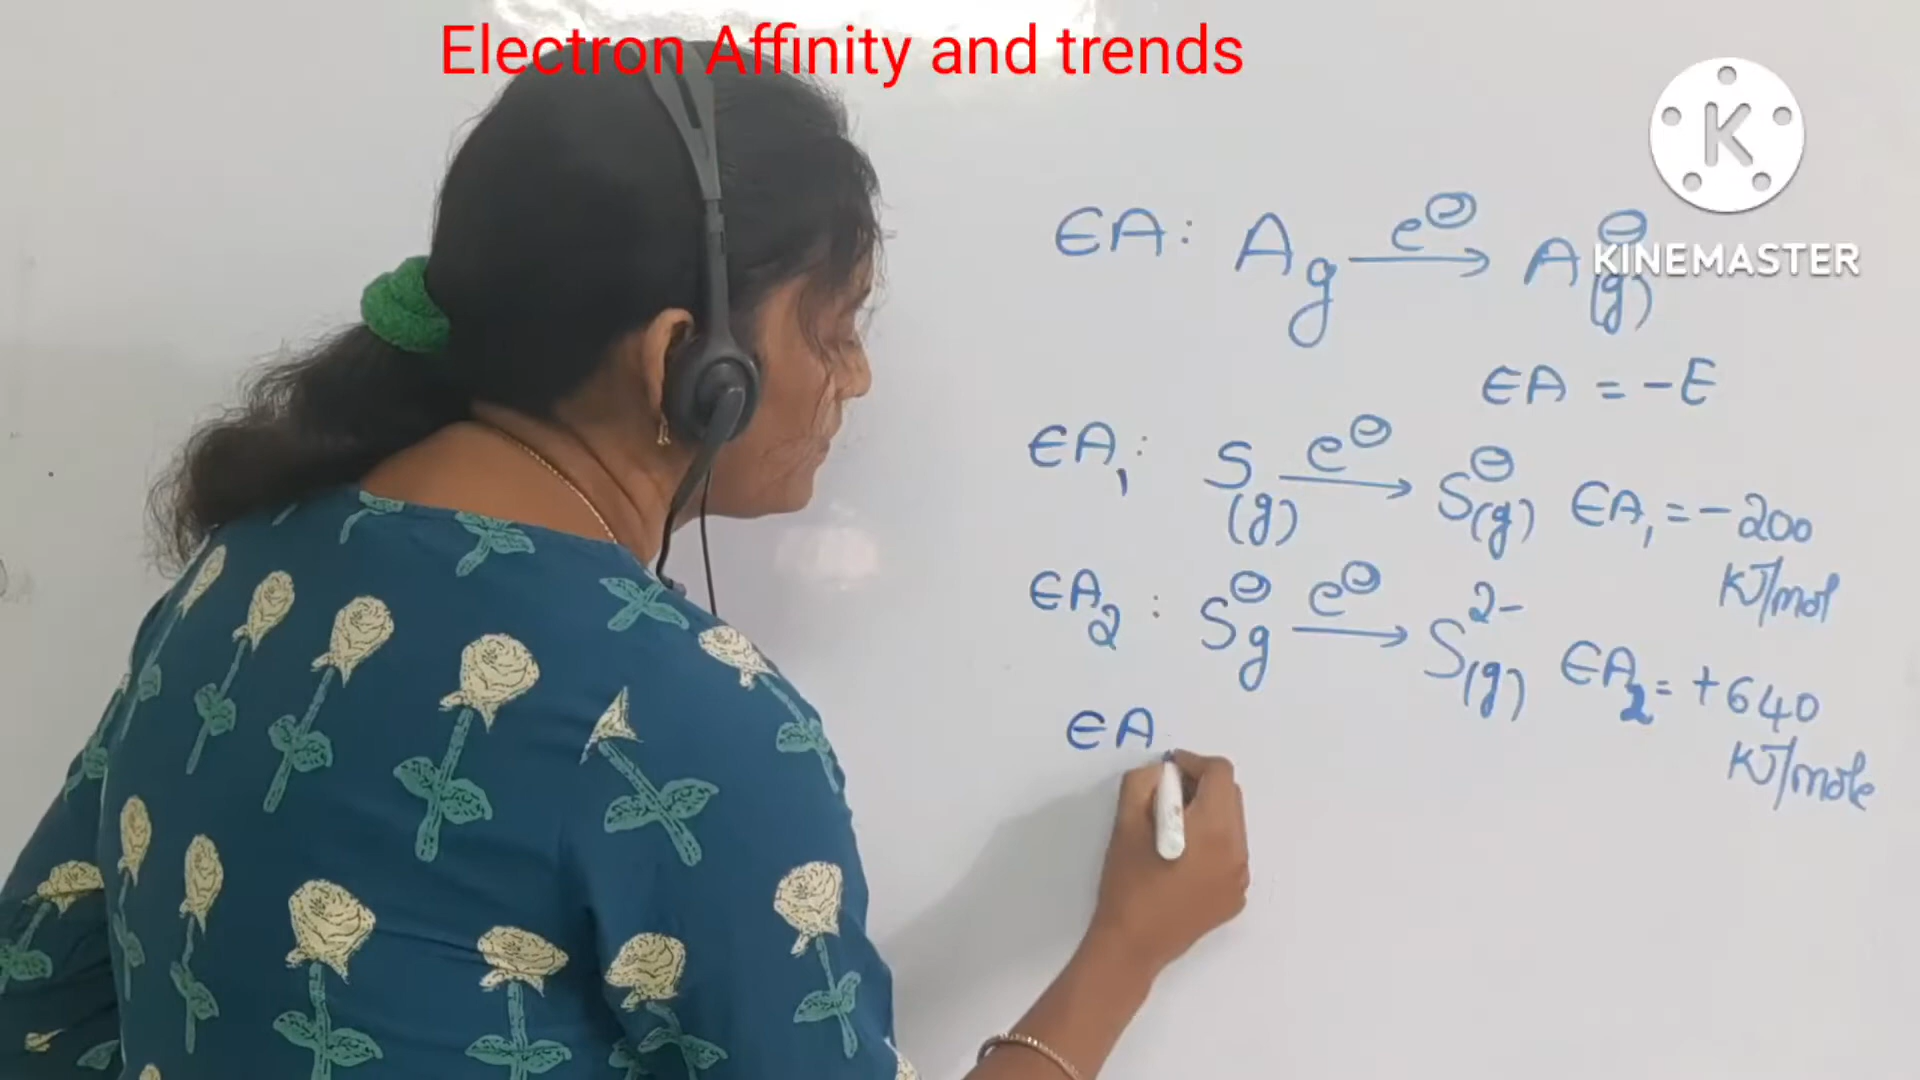 Electron Affinity and trends
K
KINEMASTER
EA: A g e⊖ → A⊖ (g)
EA = -E
EA₁: S (g) e⊖ → S⊖ (g) EA₁ = -200 KJ/mol
EA₂: S⊖ g e⊖ → S²⁻ (g) EA₂ = +640 KJ/mole
EA